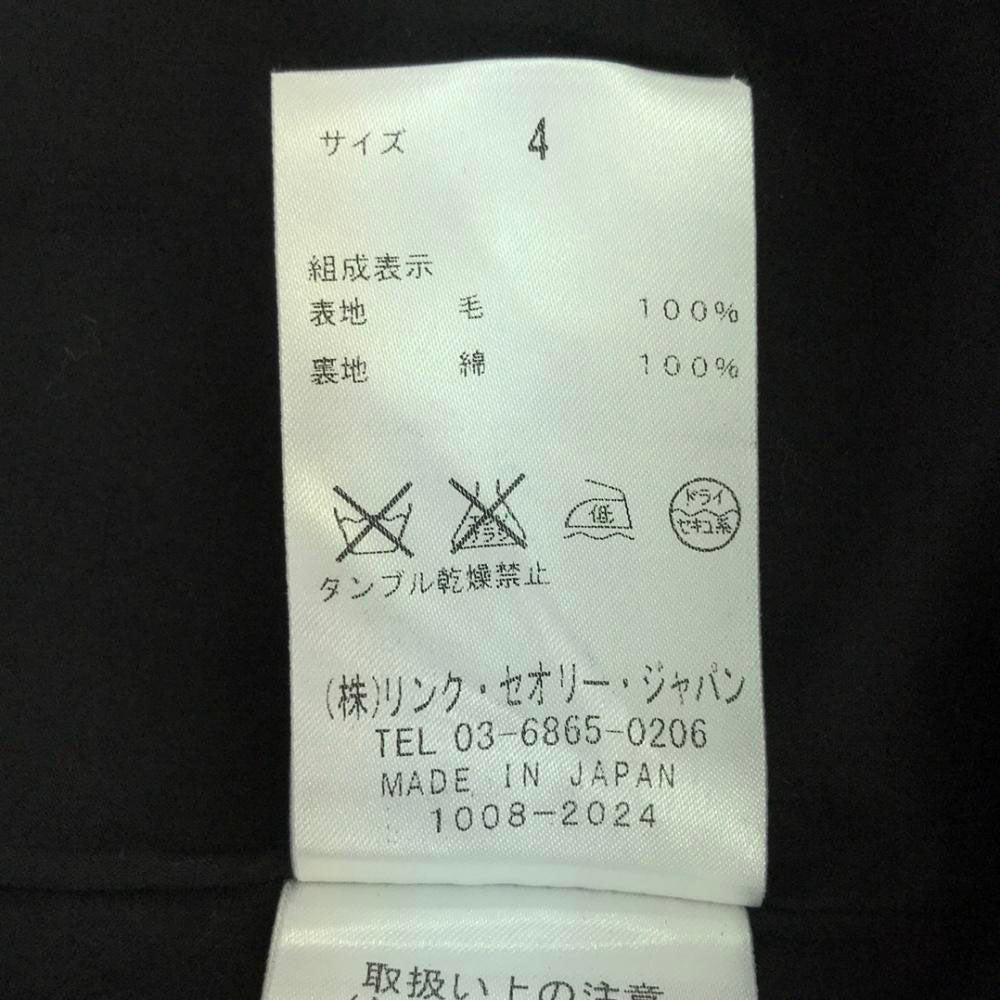 サイズ 4
組成表示
表地 毛 100%
裏地 綿 100%
低 ドライ セキユ系
タンブル乾燥禁止
(株)リンク・セオリー・ジャパン
TEL 03-6865-0206
MADE IN JAPAN
1008-2024
取扱い上の注意